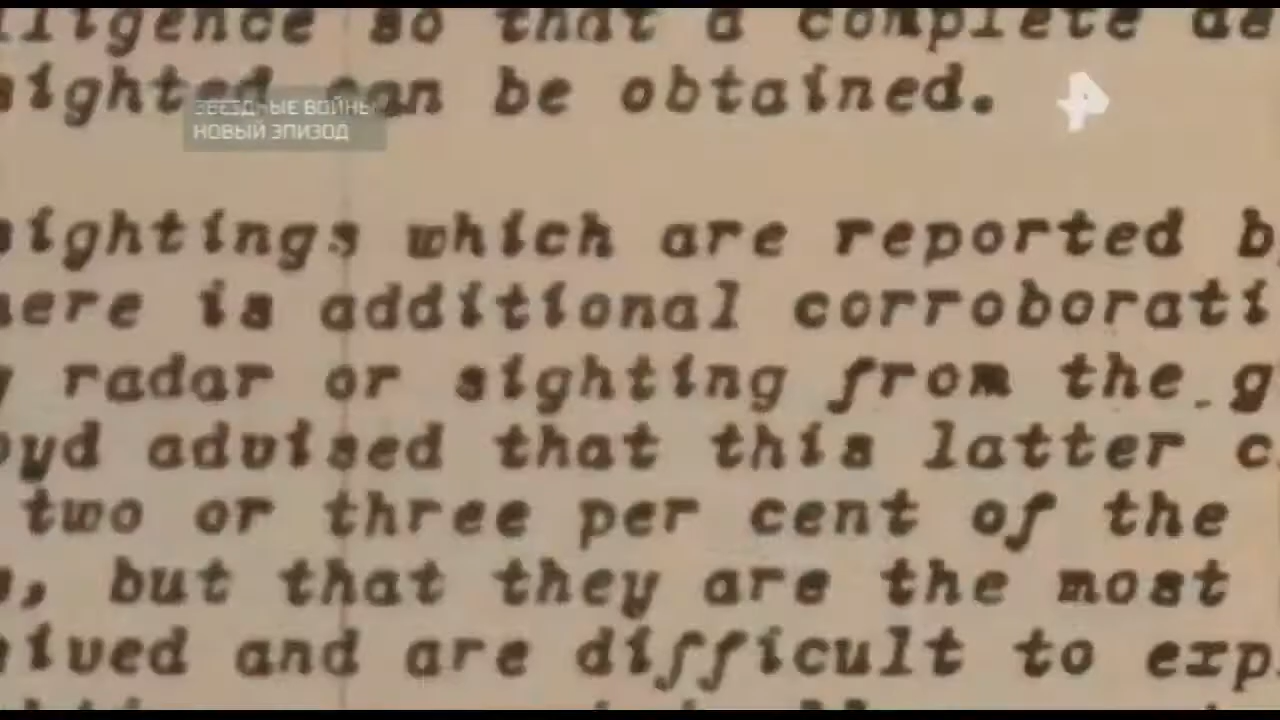 lligence so that a complete de
sighted can be obtained.
ЗВЕЗДНЫЕ ВОЙНЫ
НОВЫЙ ЭПИЗОД
sightings which are reported b
here is additional corroborati
y radar or sighting from the g
oyd advised that this latter c
two or three per cent of the
s, but that they are the most
eived and are difficult to exp